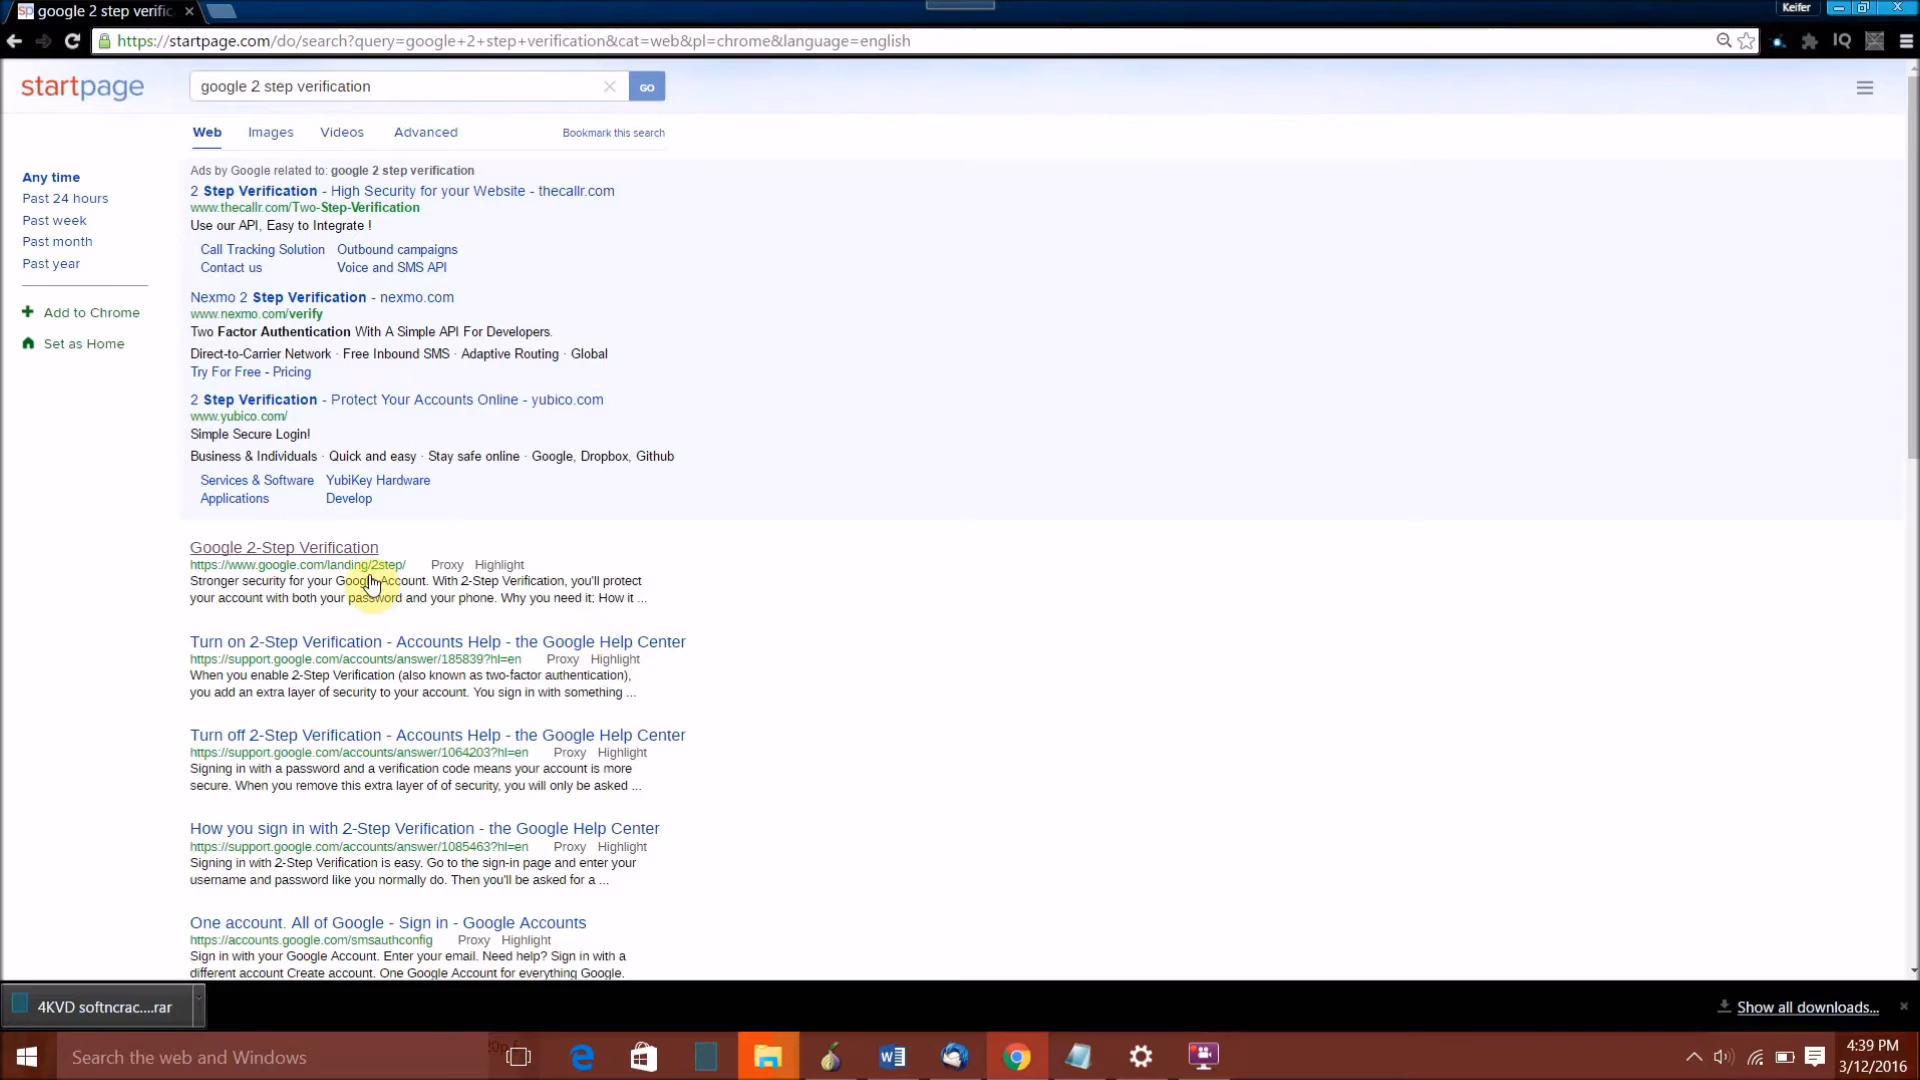 google 2 step verific
Keifer
https://startpage.com/do/search?query=google+2+step+verification&cat=web&pl=chrome&language=english
IQ
startpage
google 2 step verification
GO
Web Images Videos Advanced Bookmark this search
Any time
Past 24 hours
Past week
Past month
Past year
Add to Chrome
Set as Home
Ads by Google related to: google 2 step verification
2 Step Verification - High Security for your Website - thecallr.com
www.thecallr.com/Two-Step-Verification
Use our API, Easy to Integrate !
Call Tracking Solution Outbound campaigns
Contact us Voice and SMS API
Nexmo 2 Step Verification - nexmo.com
www.nexmo.com/verify
Two Factor Authentication With A Simple API For Developers.
Direct-to-Carrier Network · Free Inbound SMS · Adaptive Routing · Global
Try For Free - Pricing
2 Step Verification - Protect Your Accounts Online - yubico.com
www.yubico.com/
Simple Secure Login!
Business & Individuals · Quick and easy · Stay safe online · Google, Dropbox, Github
Services & Software YubiKey Hardware
Applications Develop
Google 2-Step Verification
https://www.google.com/landing/2step/ Proxy Highlight
Stronger security for your Google Account. With 2-Step Verification, you'll protect
your account with both your password and your phone. Why you need it; How it ...
Turn on 2-Step Verification - Accounts Help - the Google Help Center
https://support.google.com/accounts/answer/185839?hl=en Proxy Highlight
When you enable 2-Step Verification (also known as two-factor authentication),
you add an extra layer of security to your account. You sign in with something ...
Turn off 2-Step Verification - Accounts Help - the Google Help Center
https://support.google.com/accounts/answer/1064203?hl=en Proxy Highlight
Signing in with a password and a verification code means your account is more
secure. When you remove this extra layer of of security, you will only be asked ...
How you sign in with 2-Step Verification - the Google Help Center
https://support.google.com/accounts/answer/1085463?hl=en Proxy Highlight
Signing in with 2-Step Verification is easy. Go to the sign-in page and enter your
username and password like you normally do. Then you'll be asked for a ...
One account. All of Google - Sign in - Google Accounts
https://accounts.google.com/smsauthconfig Proxy Highlight
Sign in with your Google Account. Enter your email. Need help? Sign in with a
different account Create account. One Google Account for everything Google.
4KVD softncrac....rar
Show all downloads...
Search the web and Windows
4:39 PM
3/12/2016